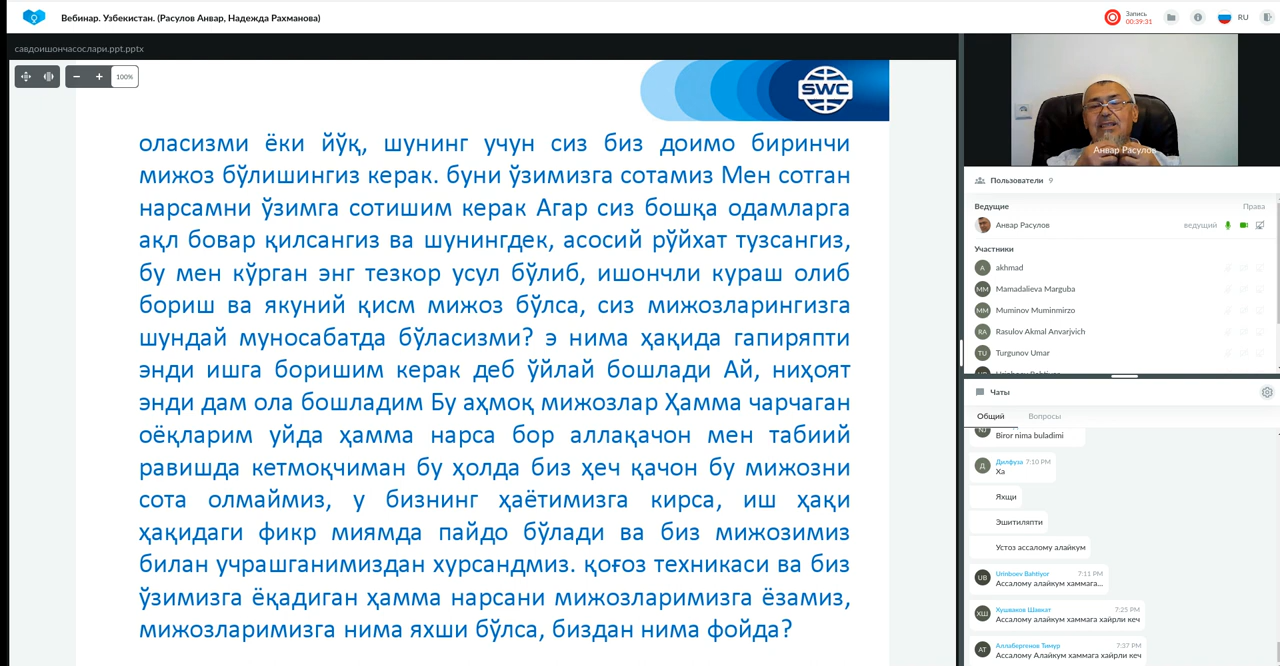 Вебинар. Узбекистан. (Расулов Анвар, Надежда Рахманова)
Запись
00:39:31
RU
савдоишончасослари.ppt.pptx
100%
SWC
оласизми ёки йўқ, шунинг учун сиз биз доимо биринчи
мижоз бўлишингиз керак. буни ўзимизга сотамиз Мен сотган
нарсамни ўзимга сотишим керак Агар сиз бошқа одамларга
ақл бовар қилсангиз ва шунингдек, асосий рўйхат тузсангиз,
бу мен кўрган энг тезкор усул бўлиб, ишончли кураш олиб
бориш ва якуний қисм мижоз бўлса, сиз мижозларингизга
шундай муносабатда бўласизми? э нима ҳақида гапиряпти
энди ишга боришим керак деб ўйлай бошлади Ай, ниҳоят
энди дам ола бошладим Бу аҳмоқ мижозлар Ҳамма чарчаган
оёқларим уйда ҳамма нарса бор аллақачон мен табиий
равишда кетмоқчиман бу ҳолда биз ҳеч қачон бу мижозни
сота олмаймиз, у бизнинг ҳаётимизга кирса, иш ҳақи
ҳақидаги фикр миямда пайдо бўлади ва биз мижозимиз
билан учрашганимиздан хурсандмиз. қоғоз техникаси ва биз
ўзимизга ёқадиган ҳамма нарсани мижозларимизга ёзамиз,
мижозларимизга нима яхши бўлса, биздан нима фойда?
Анвар Расулов
Пользователи 9
Ведущие Права
Анвар Расулов ведущий
Участники
A akhmad
MM Mamadalieva Marguba
MM Muminov Muminmirzo
RA Rasulov Akmal Anvarjvich
TU Turgunov Umar
Чаты
Общий Вопросы
Biror nima buladimi
Д Дилфуза 7:10 PM
Ха
Яхши
Эшитиляпти
Устоз ассалому алайкум
UB Urinboev Bahtiyor 7:11 PM
Ассалому алайкум хаммага...
ХШ Хушваков Шавкат 7:25 PM
Ассалому алайкум хаммага хайрли кеч
АТ Аллабергенов Тимур 7:37 PM
Ассалому Алайкум хаммага хайрли кеч